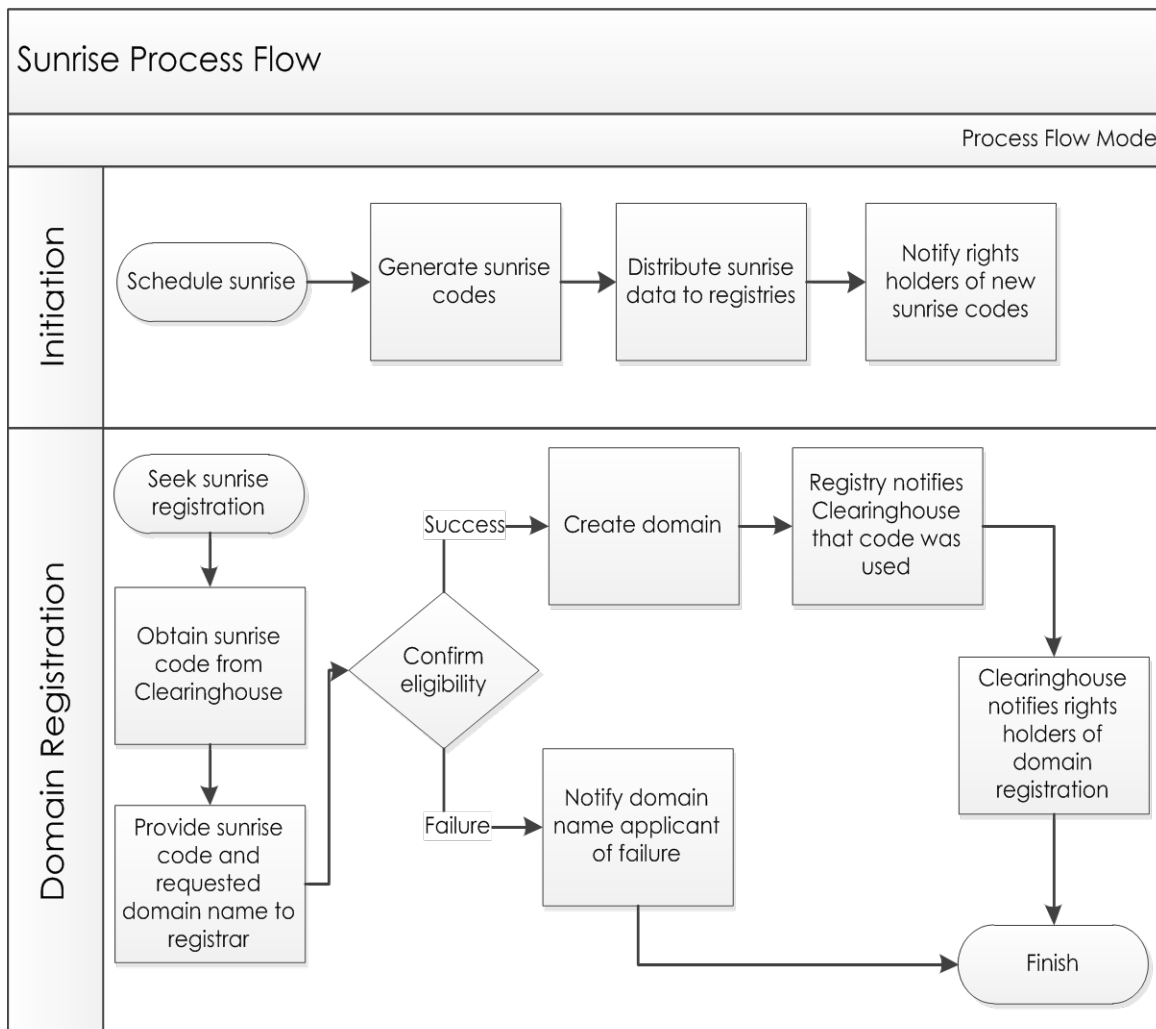 Sunrise Process Flow
Process Flow Mode
Initiation
Schedule sunrise
Generate sunrise
codes
Distribute sunrise
data to registries
Notify rights
holders of new
sunrise codes
Domain Registration
Seek sunrise
registration
Obtain sunrise
code from
Clearinghouse
Provide sunrise
code and
requested
domain name to
registrar
Confirm
eligibility
Success
Create domain
Registry notifies
Clearinghouse
that code was
used
Clearinghouse
notifies rights
holders of
domain
registration
Failure
Notify domain
name applicant
of failure
Finish